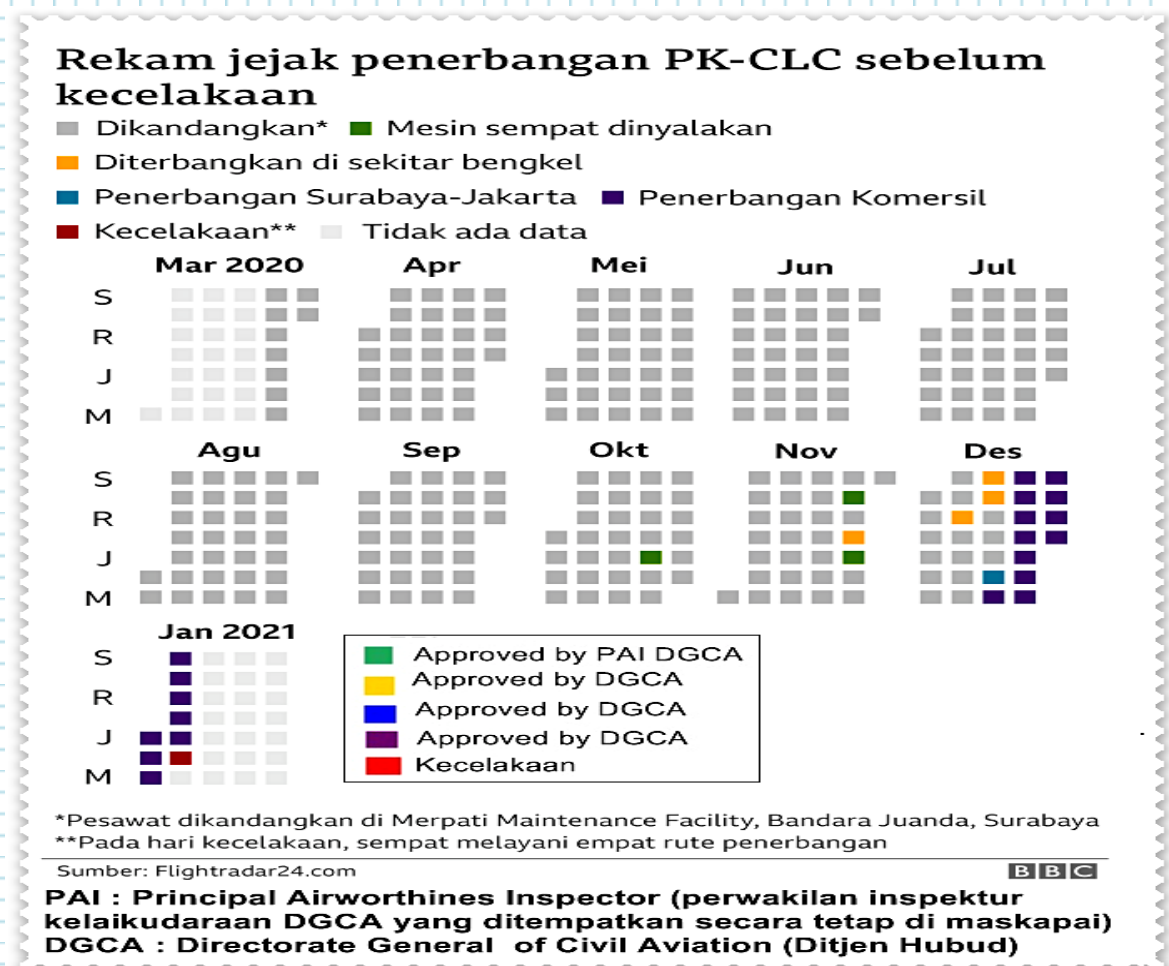 Rekam jejak penerbangan PK-CLC sebelum
kecelakaan
Dikandangkan* Mesin sempat dinyalakan
Diterbangkan di sekitar bengkel
Penerbangan Surabaya-Jakarta Penerbangan Komersil
Kecelakaan** Tidak ada data
Mar 2020 Apr Mei Jun Jul
S
R
J
M
Agu Sep Okt Nov Des
S
R
J
M
Jan 2021
S
R
J
M
Approved by PAI DGCA
Approved by DGCA
Approved by DGCA
Approved by DGCA
Kecelakaan
*Pesawat dikandangkan di Merpati Maintenance Facility, Bandara Juanda, Surabaya
**Pada hari kecelakaan, sempat melayani empat rute penerbangan
Sumber: Flightradar24.com BBC
PAI : Principal Airworthines Inspector (perwakilan inspektur
kelaikudaraan DGCA yang ditempatkan secara tetap di maskapai)
DGCA : Directorate General of Civil Aviation (Ditjen Hubud)